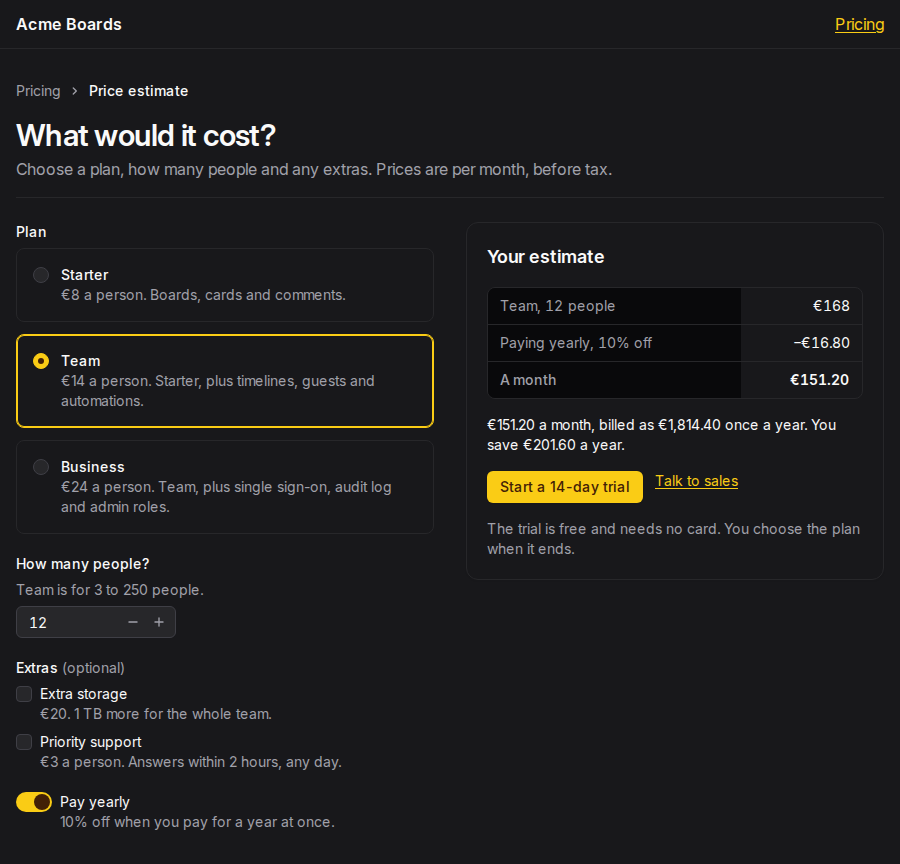 Acme Boards
Pricing
Pricing > Price estimate
What would it cost?
Choose a plan, how many people and any extras. Prices are per month, before tax.
Plan
Starter
€8 a person. Boards, cards and comments.
Team
€14 a person. Starter, plus timelines, guests and
automations.
Business
€24 a person. Team, plus single sign-on, audit log
and admin roles.
How many people?
Team is for 3 to 250 people.
12 − +
Extras (optional)
Extra storage
€20. 1 TB more for the whole team.
Priority support
€3 a person. Answers within 2 hours, any day.
Pay yearly
10% off when you pay for a year at once.
Your estimate
Team, 12 people €168
Paying yearly, 10% off −€16.80
A month €151.20
€151.20 a month, billed as €1,814.40 once a year. You
save €201.60 a year.
Start a 14-day trial Talk to sales
The trial is free and needs no card. You choose the plan
when it ends.